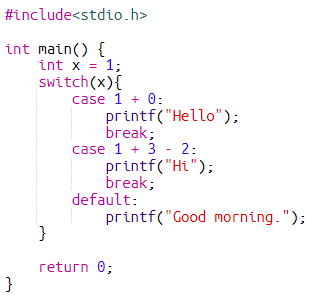 #include<stdio.h>
int main() {
    int x = 1;
    switch(x){
        case 1 + 0:
            printf("Hello");
            break;
        case 1 + 3 - 2:
            printf("Hi");
            break;
        default:
            printf("Good morning.");
    }
    return 0;
}